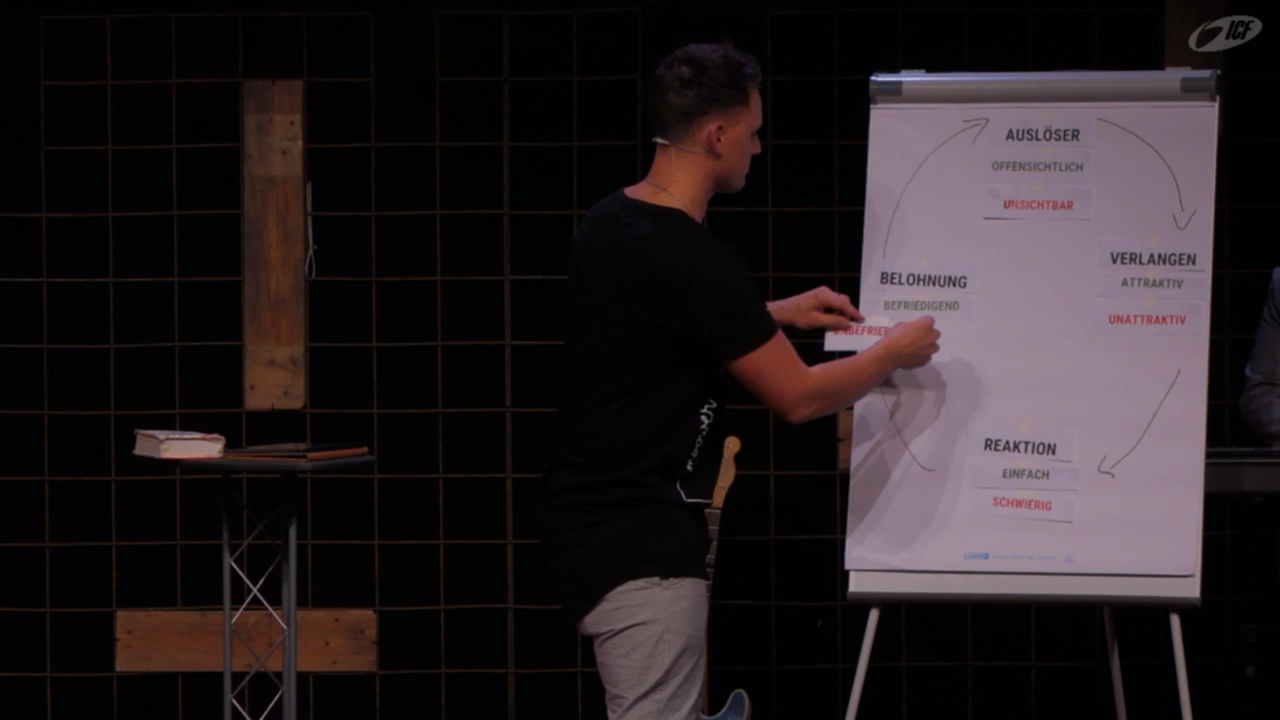 ICF
AUSLÖSER
OFFENSICHTLICH
UNSICHTBAR
VERLANGEN
ATTRAKTIV
UNATTRAKTIV
BELOHNUNG
BEFRIEDIGEND
REAKTION
EINFACH
SCHWIERIG